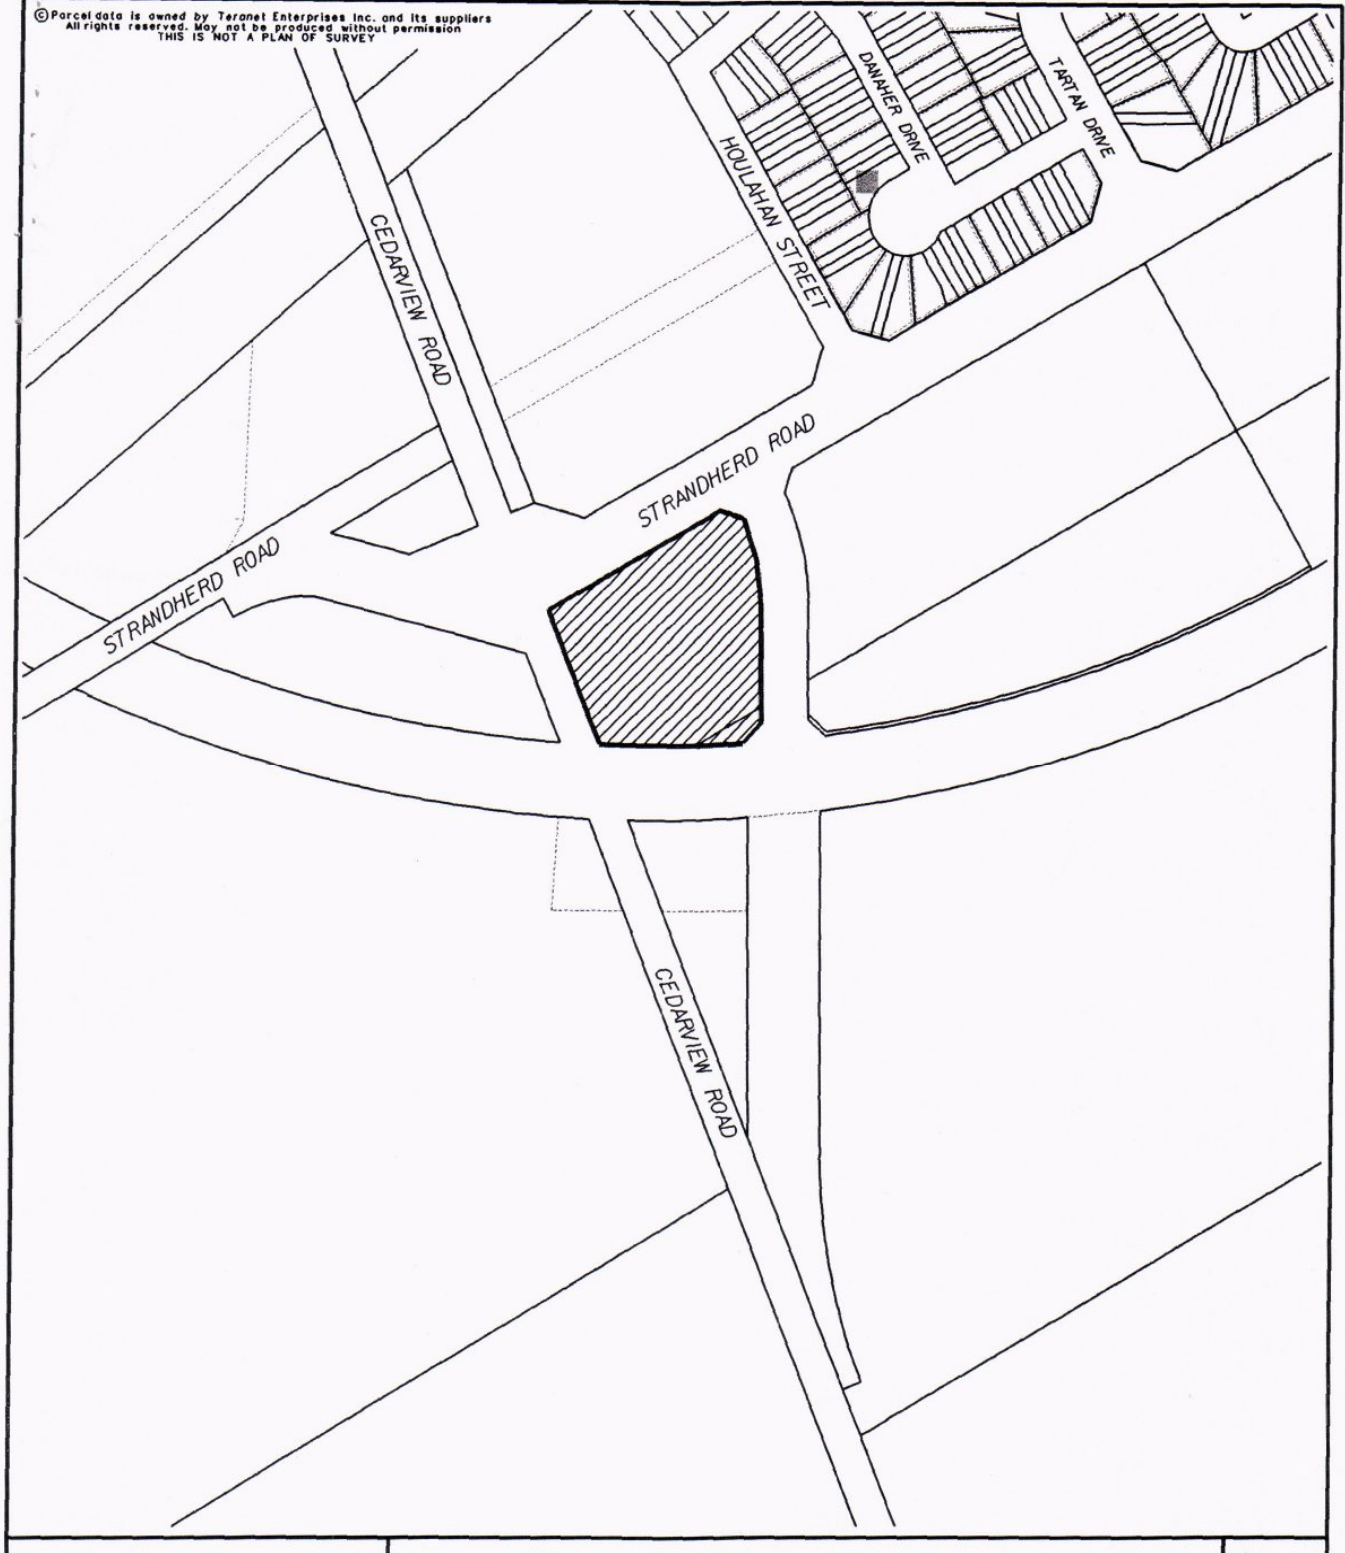 ©Parcel data is owned by Teranet Enterprises Inc. and its suppliers
All rights reserved. May not be produced without permission
THIS IS NOT A PLAN OF SURVEY
DANAHER DRIVE
TARTAN DRIVE
HOULAHAN STREET
CEDARVIEW ROAD
STRANDHERD ROAD
STRANDHERD ROAD
CEDARVIEW ROAD